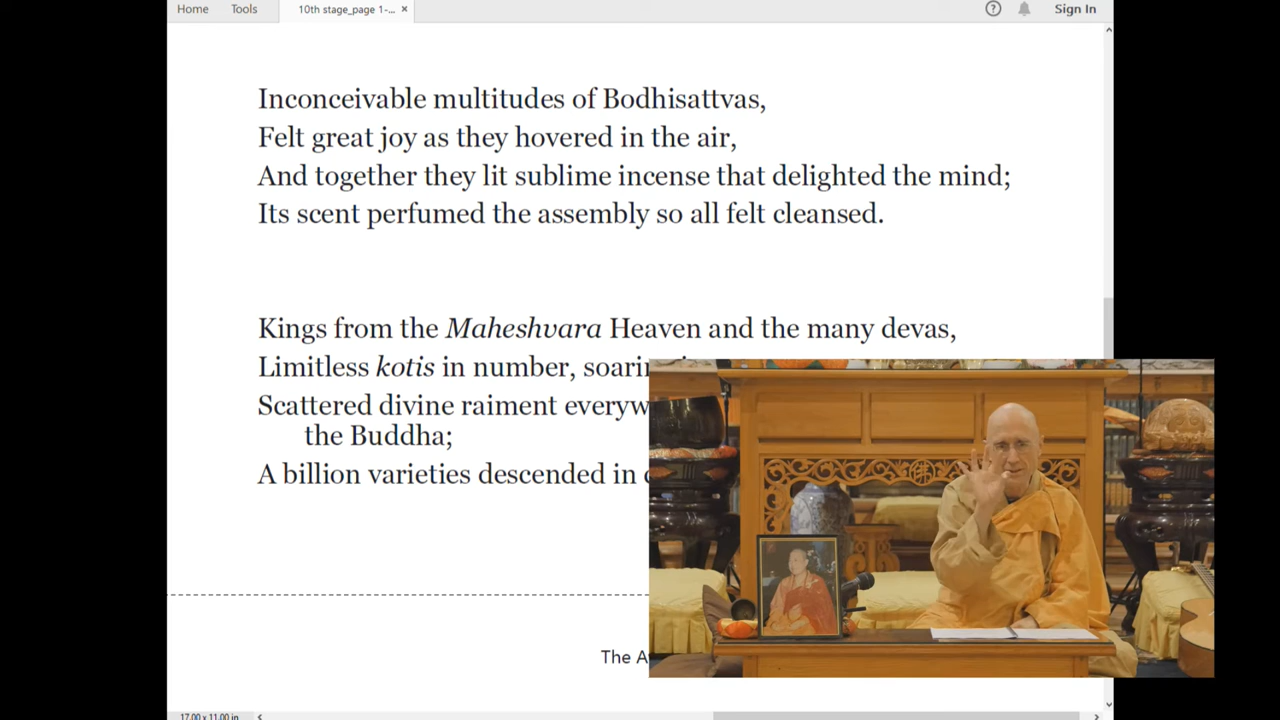 Home Tools 10th stage_page 1-... × ? Sign In
Inconceivable multitudes of Bodhisattvas,
Felt great joy as they hovered in the air,
And together they lit sublime incense that delighted the mind;
Its scent perfumed the assembly so all felt cleansed.
Kings from the Maheshvara Heaven and the many devas,
Limitless kotis in number,
Scattered divine raiment
the Buddha;
A billion varieties descended in
The
17.00 x 11.00 in